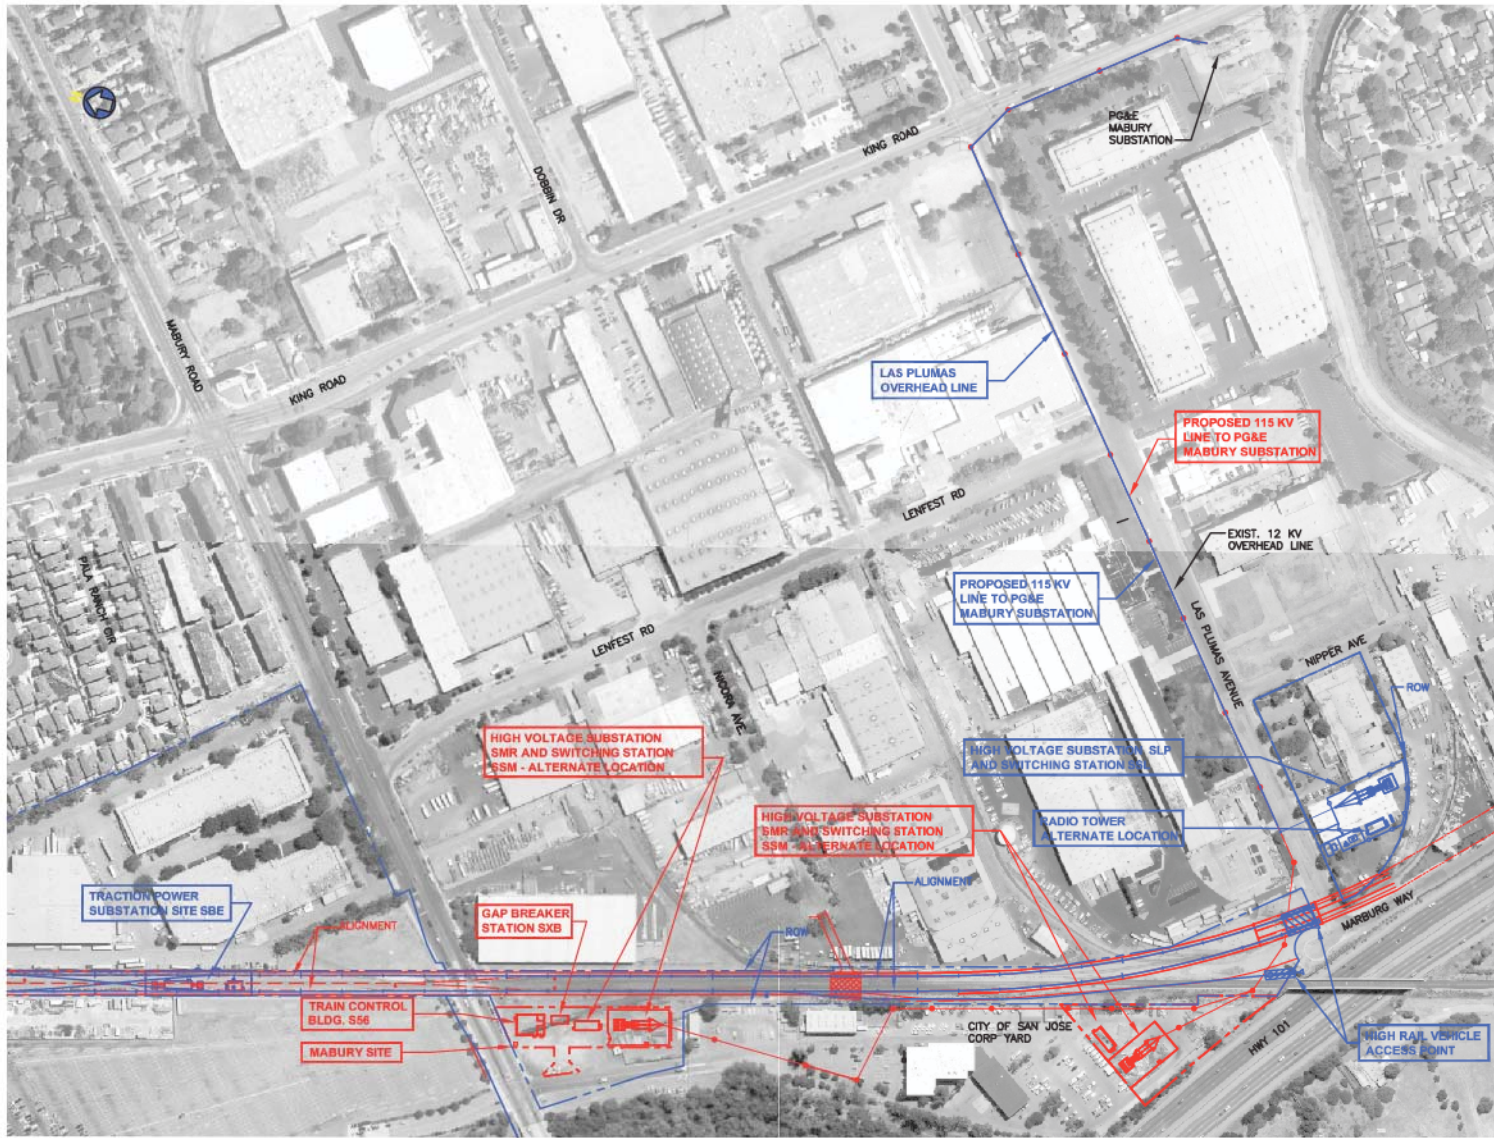 PG&E
MABURY
SUBSTATION
KING ROAD
DOBBIN DR
MABURY ROAD
KING ROAD
LAS PLUMAS
OVERHEAD LINE
PROPOSED 115 KV
LINE TO PG&E
MABURY SUBSTATION
LENFEST RD
EXIST. 12 KV
OVERHEAD LINE
PALA RANCH CIR
PROPOSED 115 KV
LINE TO PG&E
MABURY SUBSTATION
LAS PLUMAS AVENUE
LENFEST RD
NIPPER AVE
NIGORA AVE
ROW
HIGH VOLTAGE SUBSTATION
SMR AND SWITCHING STATION
SSM - ALTERNATE LOCATION
HIGH VOLTAGE SUBSTATION SLP
AND SWITCHING STATION SSL
HIGH VOLTAGE SUBSTATION
SMR AND SWITCHING STATION
SSM - ALTERNATE LOCATION
RADIO TOWER
ALTERNATE LOCATION
TRACTION POWER
SUBSTATION SITE SBE
ALIGNMENT
GAP BREAKER
STATION SXB
ALIGNMENT
ROW
MARBURG WAY
TRAIN CONTROL
BLDG. S56
MABURY SITE
CITY OF SAN JOSE
CORP YARD
HWY 101
HIGH RAIL VEHICLE
ACCESS POINT